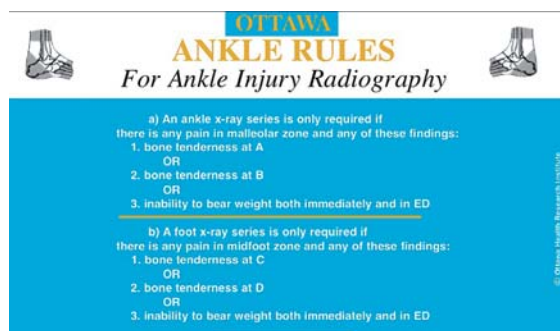 OTTAWA
ANKLE RULES
For Ankle Injury Radiography
a) An ankle x-ray series is only required if
there is any pain in malleolar zone and any of these findings:
1. bone tenderness at A
OR
2. bone tenderness at B
OR
3. inability to bear weight both immediately and in ED
b) A foot x-ray series is only required if
there is any pain in midfoot zone and any of these findings:
1. bone tenderness at C
OR
2. bone tenderness at D
OR
3. inability to bear weight both immediately and in ED
© Ottawa Health Research Institute